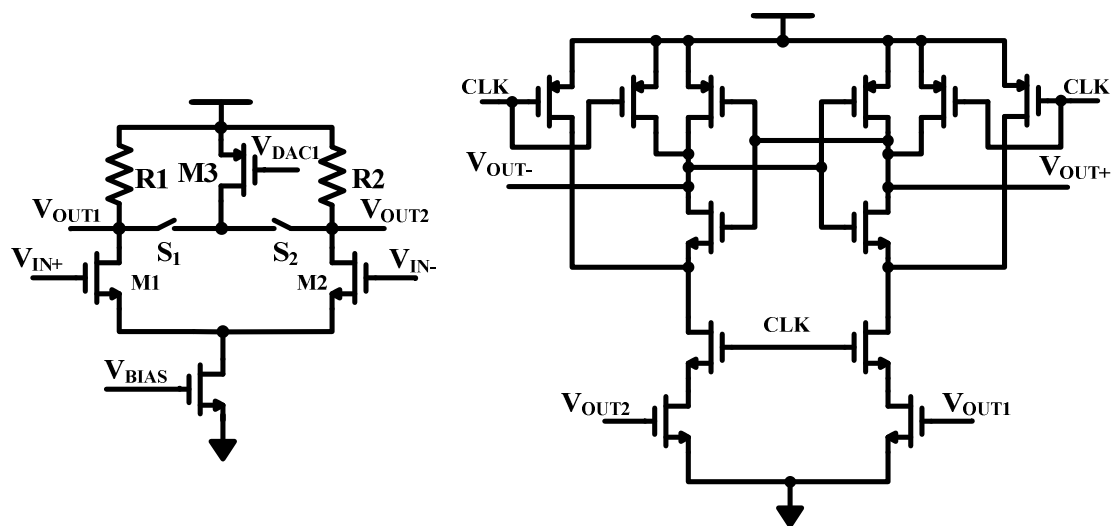 R1
M3
VDAC1
R2
VOUT1
S1
S2
VOUT2
VIN+
M1
M2
VIN-
VBIAS
CLK
CLK
VOUT-
VOUT+
CLK
VOUT2
VOUT1